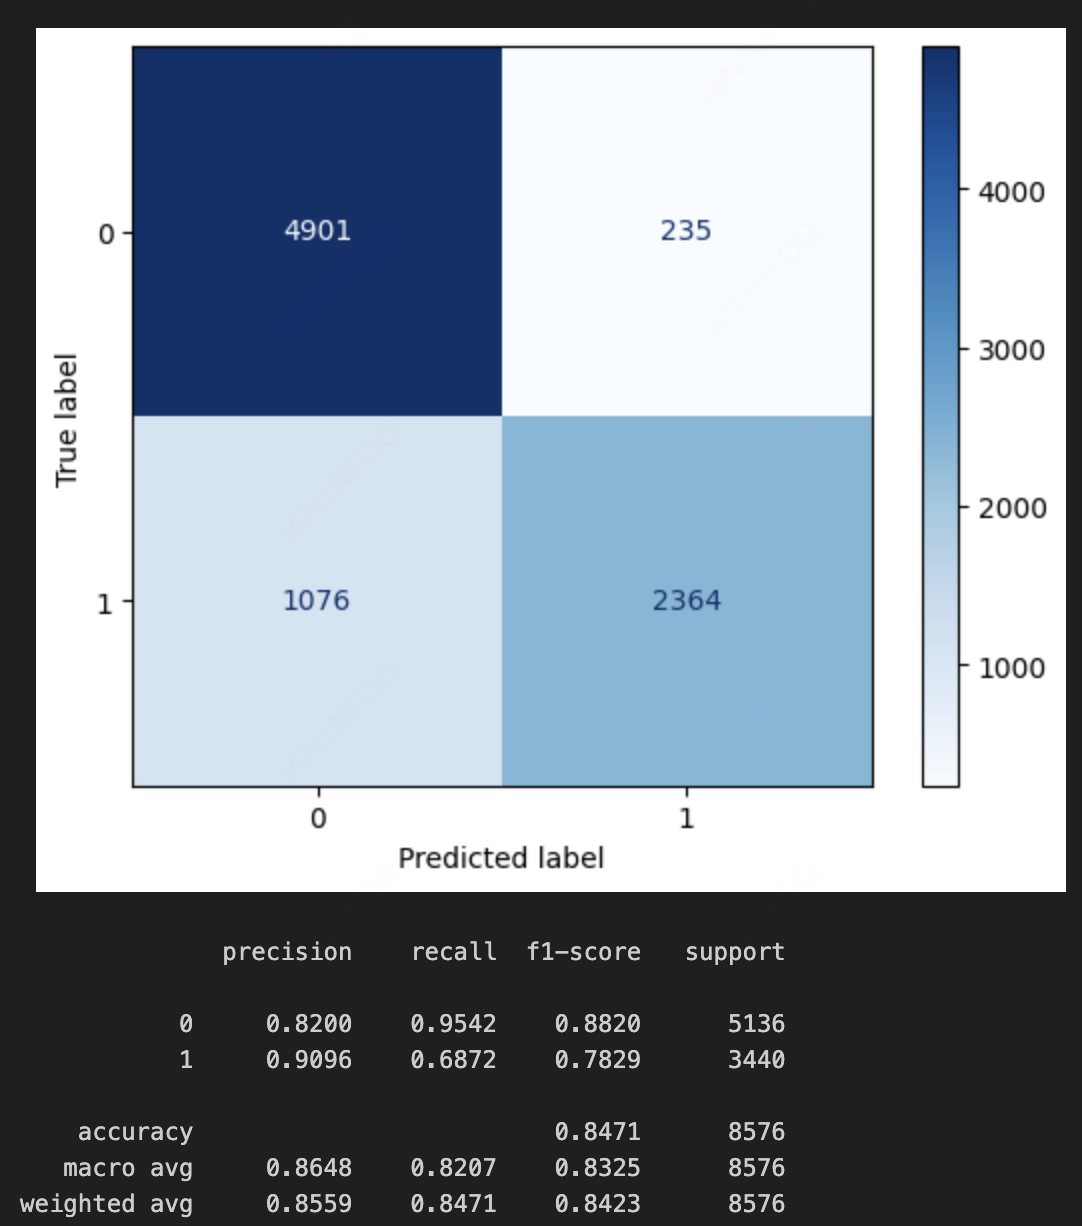 4901 235
1076 2364
0
1
True label
0 1
Predicted label
4000
3000
2000
1000
precision recall f1-score support
0 0.8200 0.9542 0.8820 5136
1 0.9096 0.6872 0.7829 3440
accuracy 0.8471 8576
macro avg 0.8648 0.8207 0.8325 8576
weighted avg 0.8559 0.8471 0.8423 8576